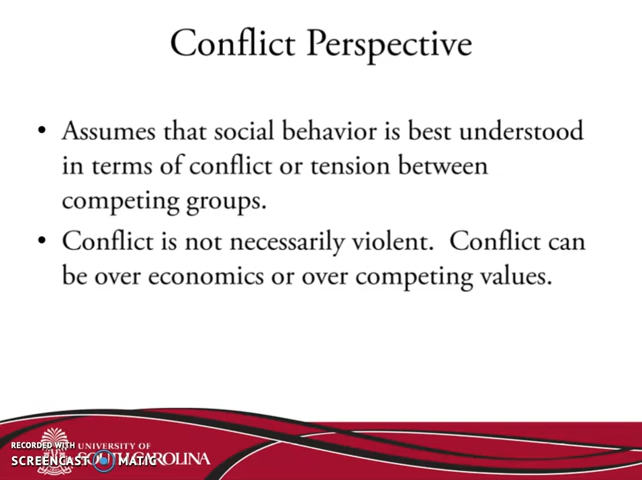 Conflict Perspective
• Assumes that social behavior is best understood
in terms of conflict or tension between
competing groups.
• Conflict is not necessarily violent.  Conflict can
be over economics or over competing values.
RECORDED WITH
UNIVERSITY OF
SCREENCAST MATIC
SOUTH CAROLINA